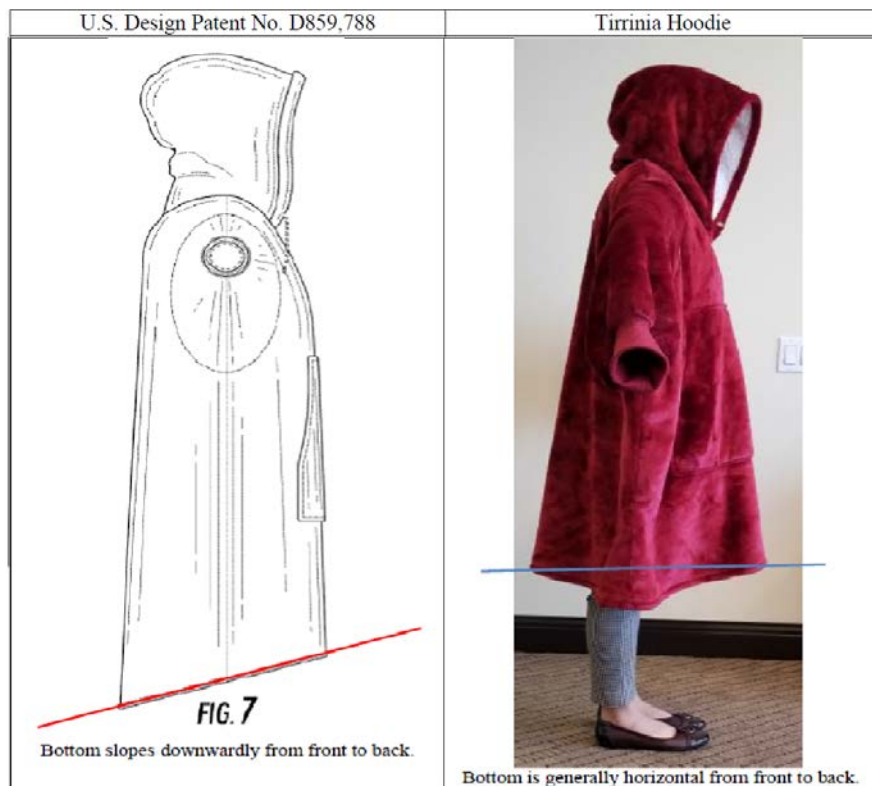 U.S. Design Patent No. D859,788
Tirrinia Hoodie
FIG. 7
Bottom slopes downwardly from front to back.
Bottom is generally horizontal from front to back.